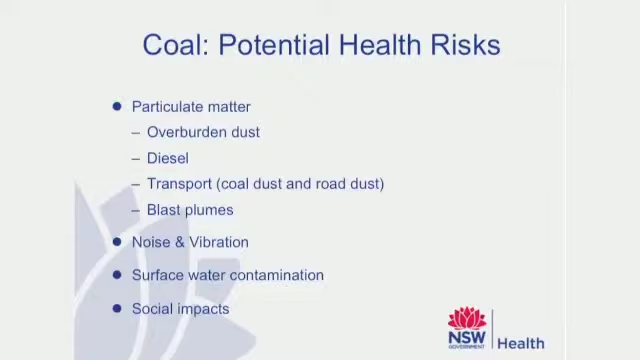 Coal: Potential Health Risks
● Particulate matter
– Overburden dust
– Diesel
– Transport (coal dust and road dust)
– Blast plumes
● Noise & Vibration
● Surface water contamination
● Social impacts
NSW
GOVERNMENT
Health